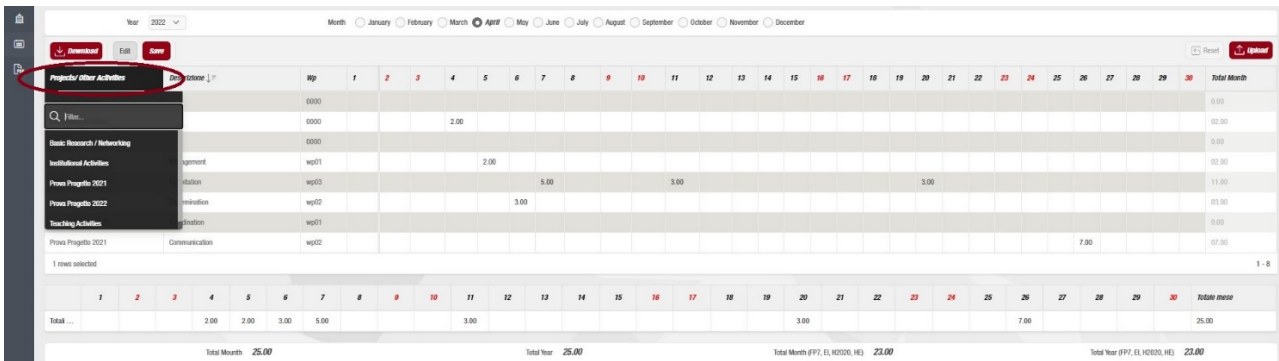 Year 2022 Month January February March April May June July August September October November December
Download Edit Save Reset Upload
Projects/ Other Activities Descrizione Wp 1 2 3 4 5 6 7 8 9 10 11 12 13 14 15 16 17 18 19 20 21 22 23 24 25 26 27 28 29 30 Total Month
0000 0.00
Filter... 0000 2.00 02.00
Basic Research / Networking 0000 0.00
Institutional Activities agement wp01 2.00 02.00
Prova Progetto 2021 itation wp03 5.00 3.00 3.00 11.00
Prova Progetto 2022 emination wp02 3.00 03.00
Teaching Activities dination wp01 0.00
Prova Progetto 2021 Communication wp02 7.00 07.00
1 rows selected 1 - 8
1 2 3 4 5 6 7 8 9 10 11 12 13 14 15 16 17 18 19 20 21 22 23 24 25 26 27 28 29 30 Totale mese
Totali ... 2.00 2.00 3.00 5.00 3.00 3.00 7.00 25.00
Total Mounth 25.00 Total Year 25.00 Total Month (FP7, EI, H2020, HE) 23.00 Total Year (FP7, EI, H2020, HE) 23.00